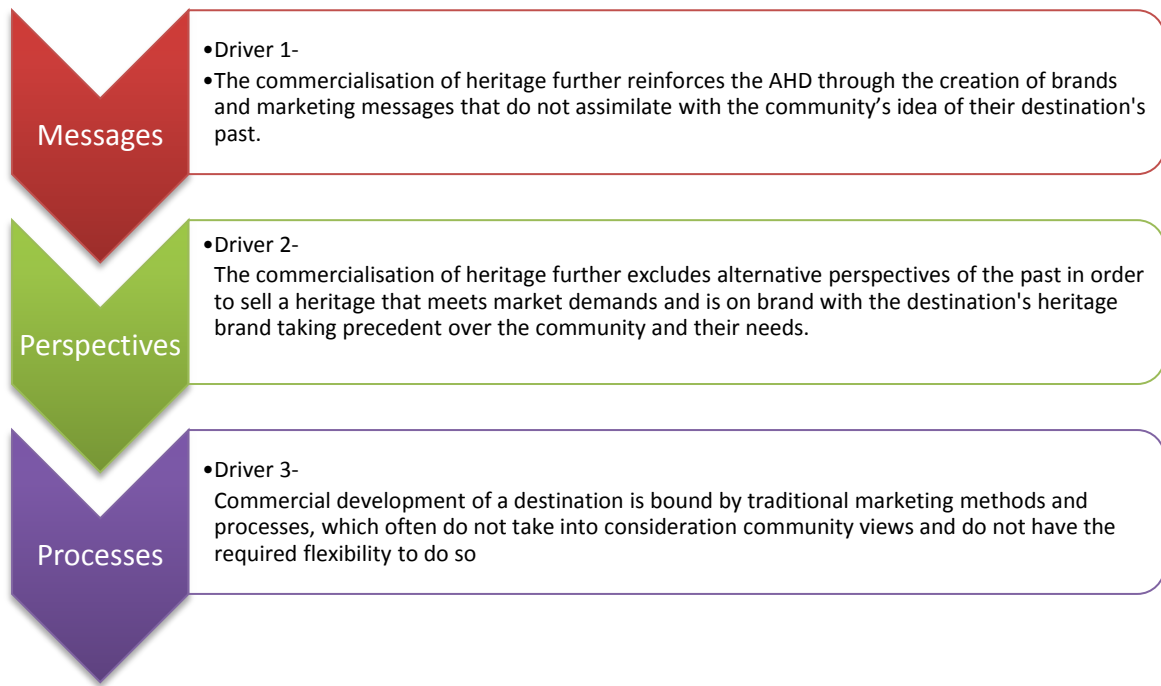 Messages
•Driver 1-
•The commercialisation of heritage further reinforces the AHD through the creation of brands
and marketing messages that do not assimilate with the community’s idea of their destination's
past.
Perspectives
•Driver 2-
The commercialisation of heritage further excludes alternative perspectives of the past in order
to sell a heritage that meets market demands and is on brand with the destination's heritage
brand taking precedent over the community and their needs.
Processes
•Driver 3-
Commercial development of a destination is bound by traditional marketing methods and
processes, which often do not take into consideration community views and do not have the
required flexibility to do so